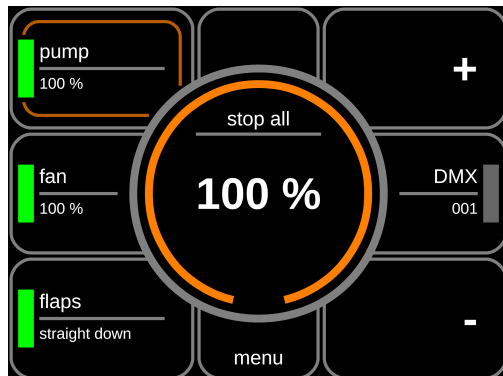 pump
100 %
+
stop all
100 %
fan
100 %
DMX
001
flaps
straight down
-
menu